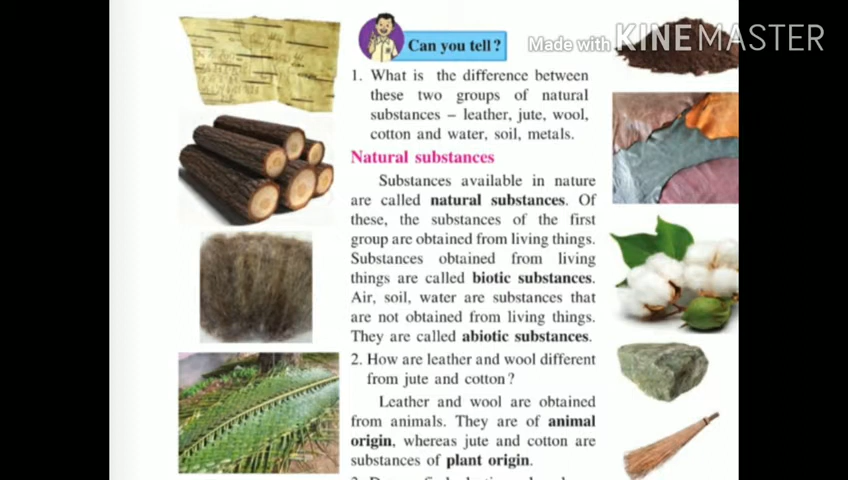 Can you tell?
Made with KINEMASTER
1. What is the difference between
these two groups of natural
substances – leather, jute, wool,
cotton and water, soil, metals.
Natural substances
Substances available in nature
are called natural substances. Of
these, the substances of the first
group are obtained from living things.
Substances obtained from living
things are called biotic substances.
Air, soil, water are substances that
are not obtained from living things.
They are called abiotic substances.
2. How are leather and wool different
from jute and cotton?
Leather and wool are obtained
from animals. They are of animal
origin, whereas jute and cotton are
substances of plant origin.